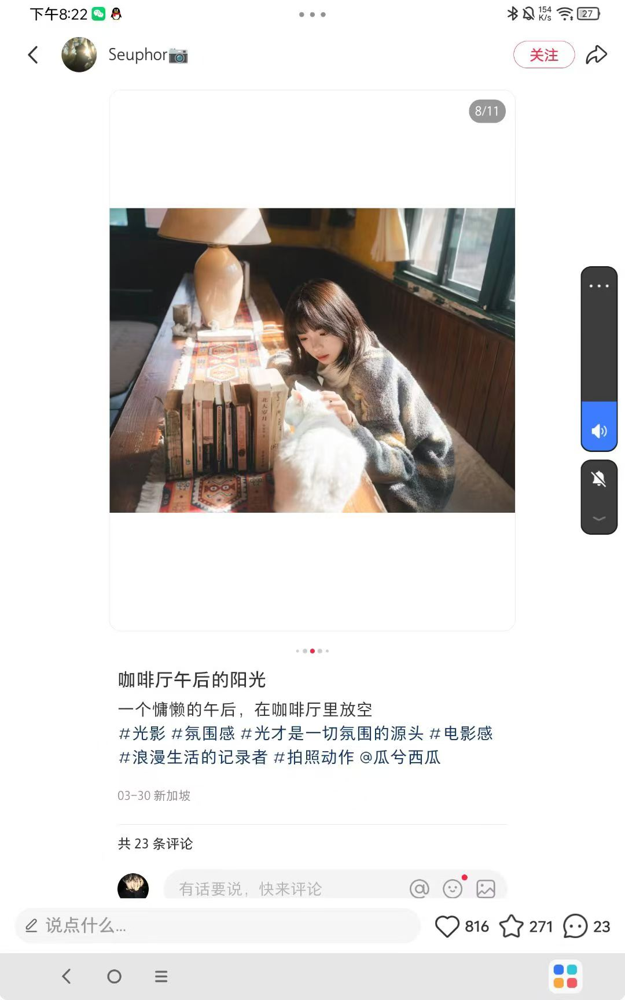 下午8:22
154
K/s
27
Seuphor
关注
8/11
北大岁月
咖啡厅午后的阳光
一个慵懒的午后，在咖啡厅里放空
#光影 #氛围感 #光才是一切氛围的源头 #电影感
#浪漫生活的记录者 #拍照动作 @瓜兮西瓜
03-30 新加坡
共 23 条评论
有话要说，快来评论
说点什么...
816
271
23